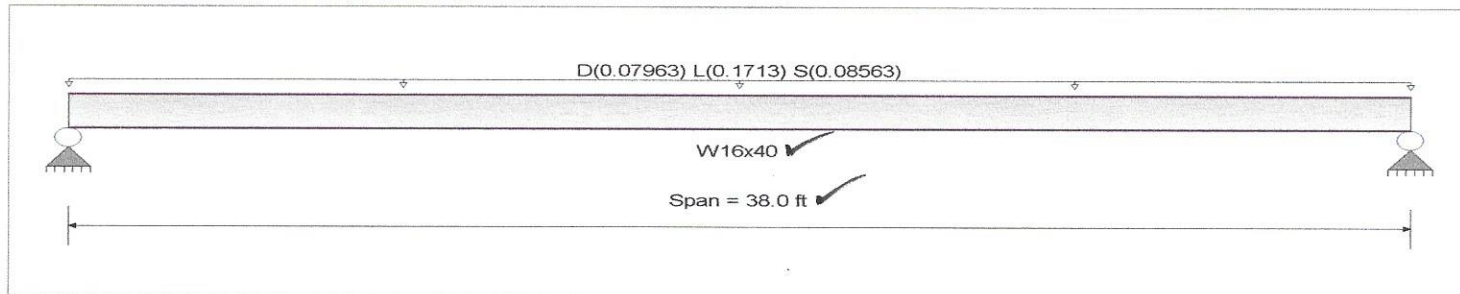 D(0.07963) L(0.1713) S(0.08563)
W16x40
Span = 38.0 ft